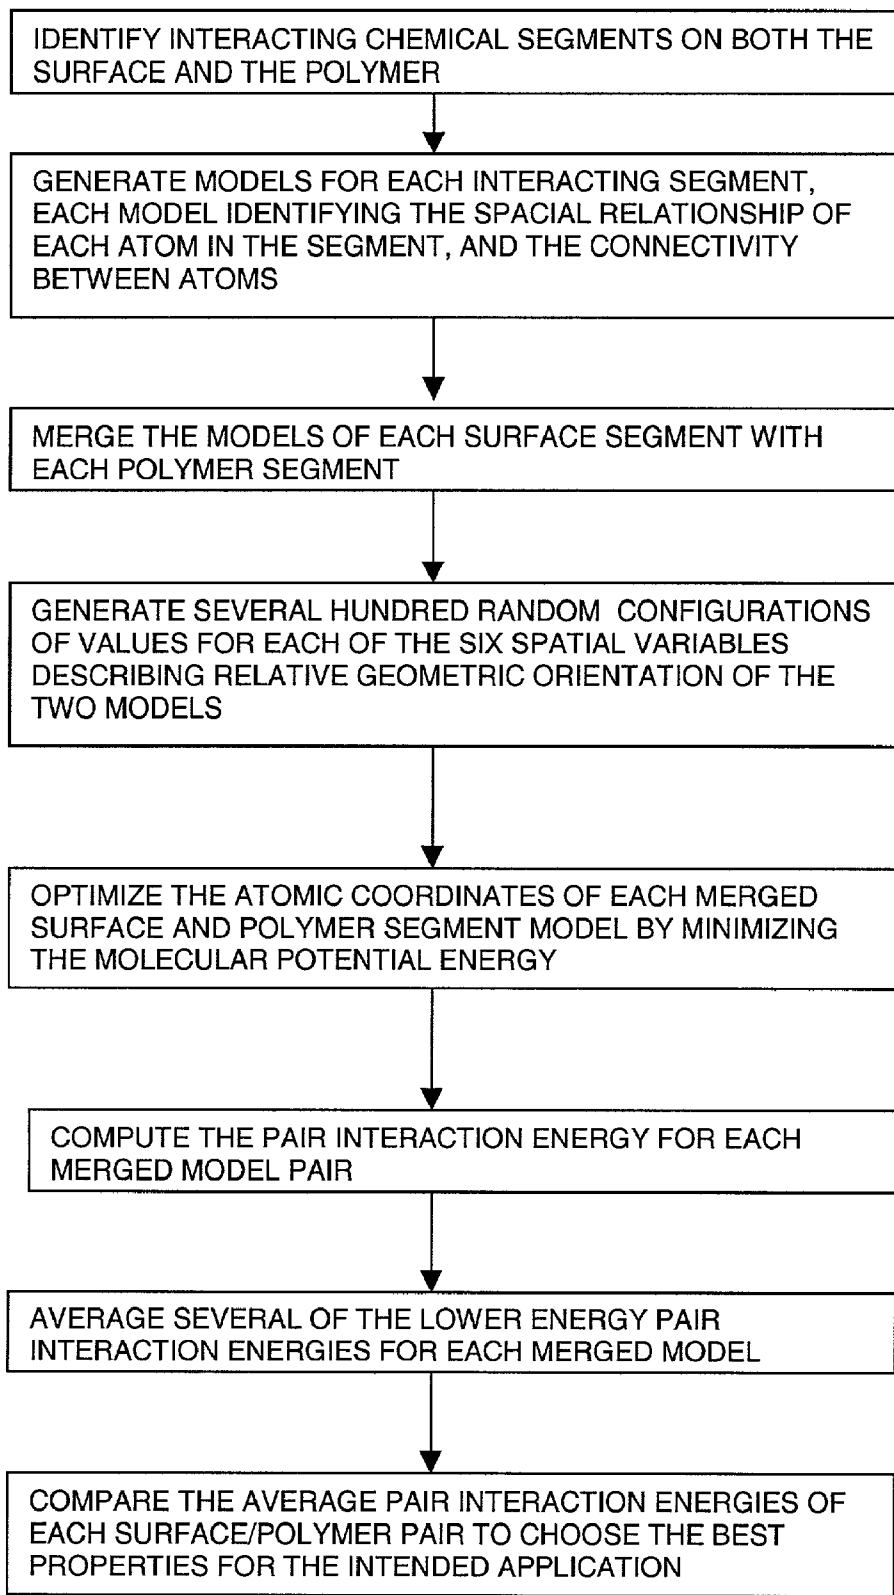 IDENTIFY INTERACTING CHEMICAL SEGMENTS ON BOTH THE
SURFACE AND THE POLYMER
GENERATE MODELS FOR EACH INTERACTING SEGMENT,
EACH MODEL IDENTIFYING THE SPACIAL RELATIONSHIP OF
EACH ATOM IN THE SEGMENT, AND THE CONNECTIVITY
BETWEEN ATOMS
MERGE THE MODELS OF EACH SURFACE SEGMENT WITH
EACH POLYMER SEGMENT
GENERATE SEVERAL HUNDRED RANDOM CONFIGURATIONS
OF VALUES FOR EACH OF THE SIX SPATIAL VARIABLES
DESCRIBING RELATIVE GEOMETRIC ORIENTATION OF THE
TWO MODELS
OPTIMIZE THE ATOMIC COORDINATES OF EACH MERGED
SURFACE AND POLYMER SEGMENT MODEL BY MINIMIZING
THE MOLECULAR POTENTIAL ENERGY
COMPUTE THE PAIR INTERACTION ENERGY FOR EACH
MERGED MODEL PAIR
AVERAGE SEVERAL OF THE LOWER ENERGY PAIR
INTERACTION ENERGIES FOR EACH MERGED MODEL
COMPARE THE AVERAGE PAIR INTERACTION ENERGIES OF
EACH SURFACE/POLYMER PAIR TO CHOOSE THE BEST
PROPERTIES FOR THE INTENDED APPLICATION